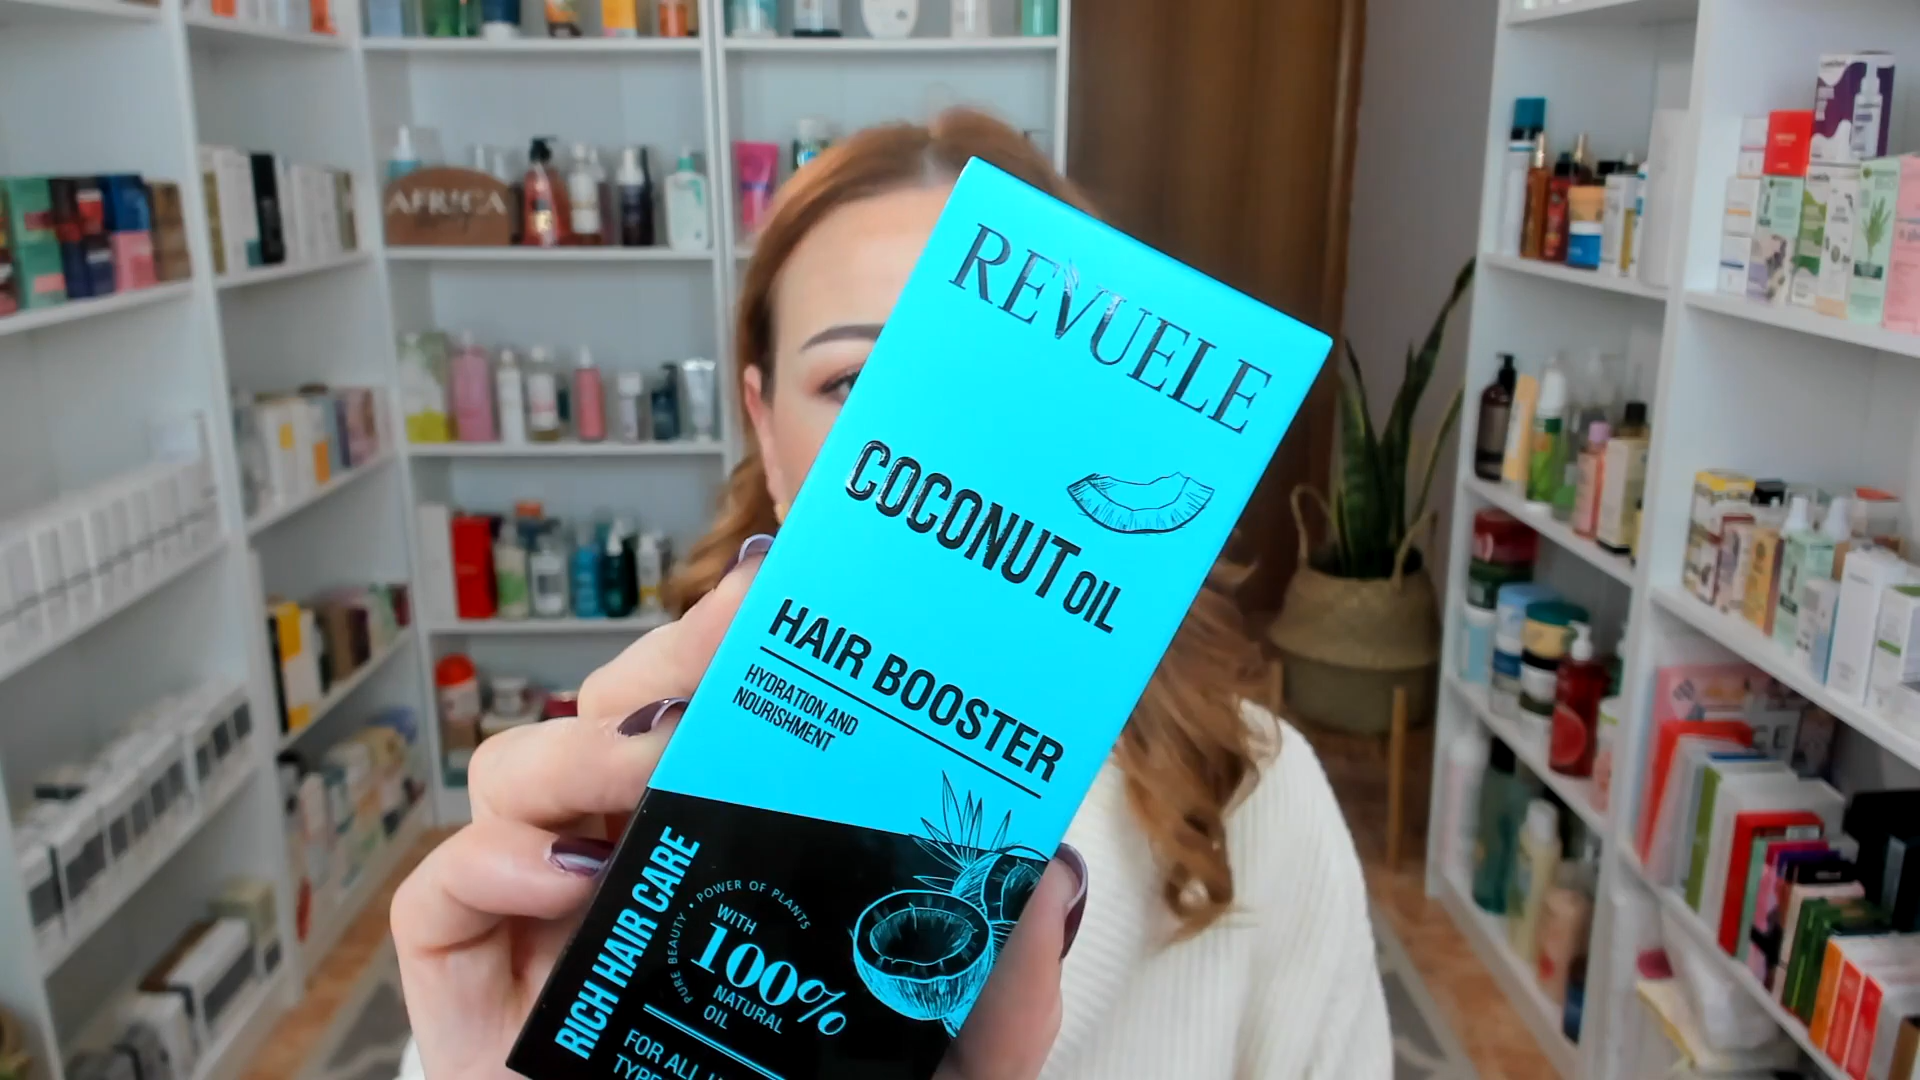 AFRICA
REVUELE
COCONUT OIL
HAIR BOOSTER
HYDRATION AND
NOURISHMENT
RICH HAIR CARE
PURE BEAUTY • POWER OF PLANTS
WITH
100%
NATURAL
OIL
FOR ALL